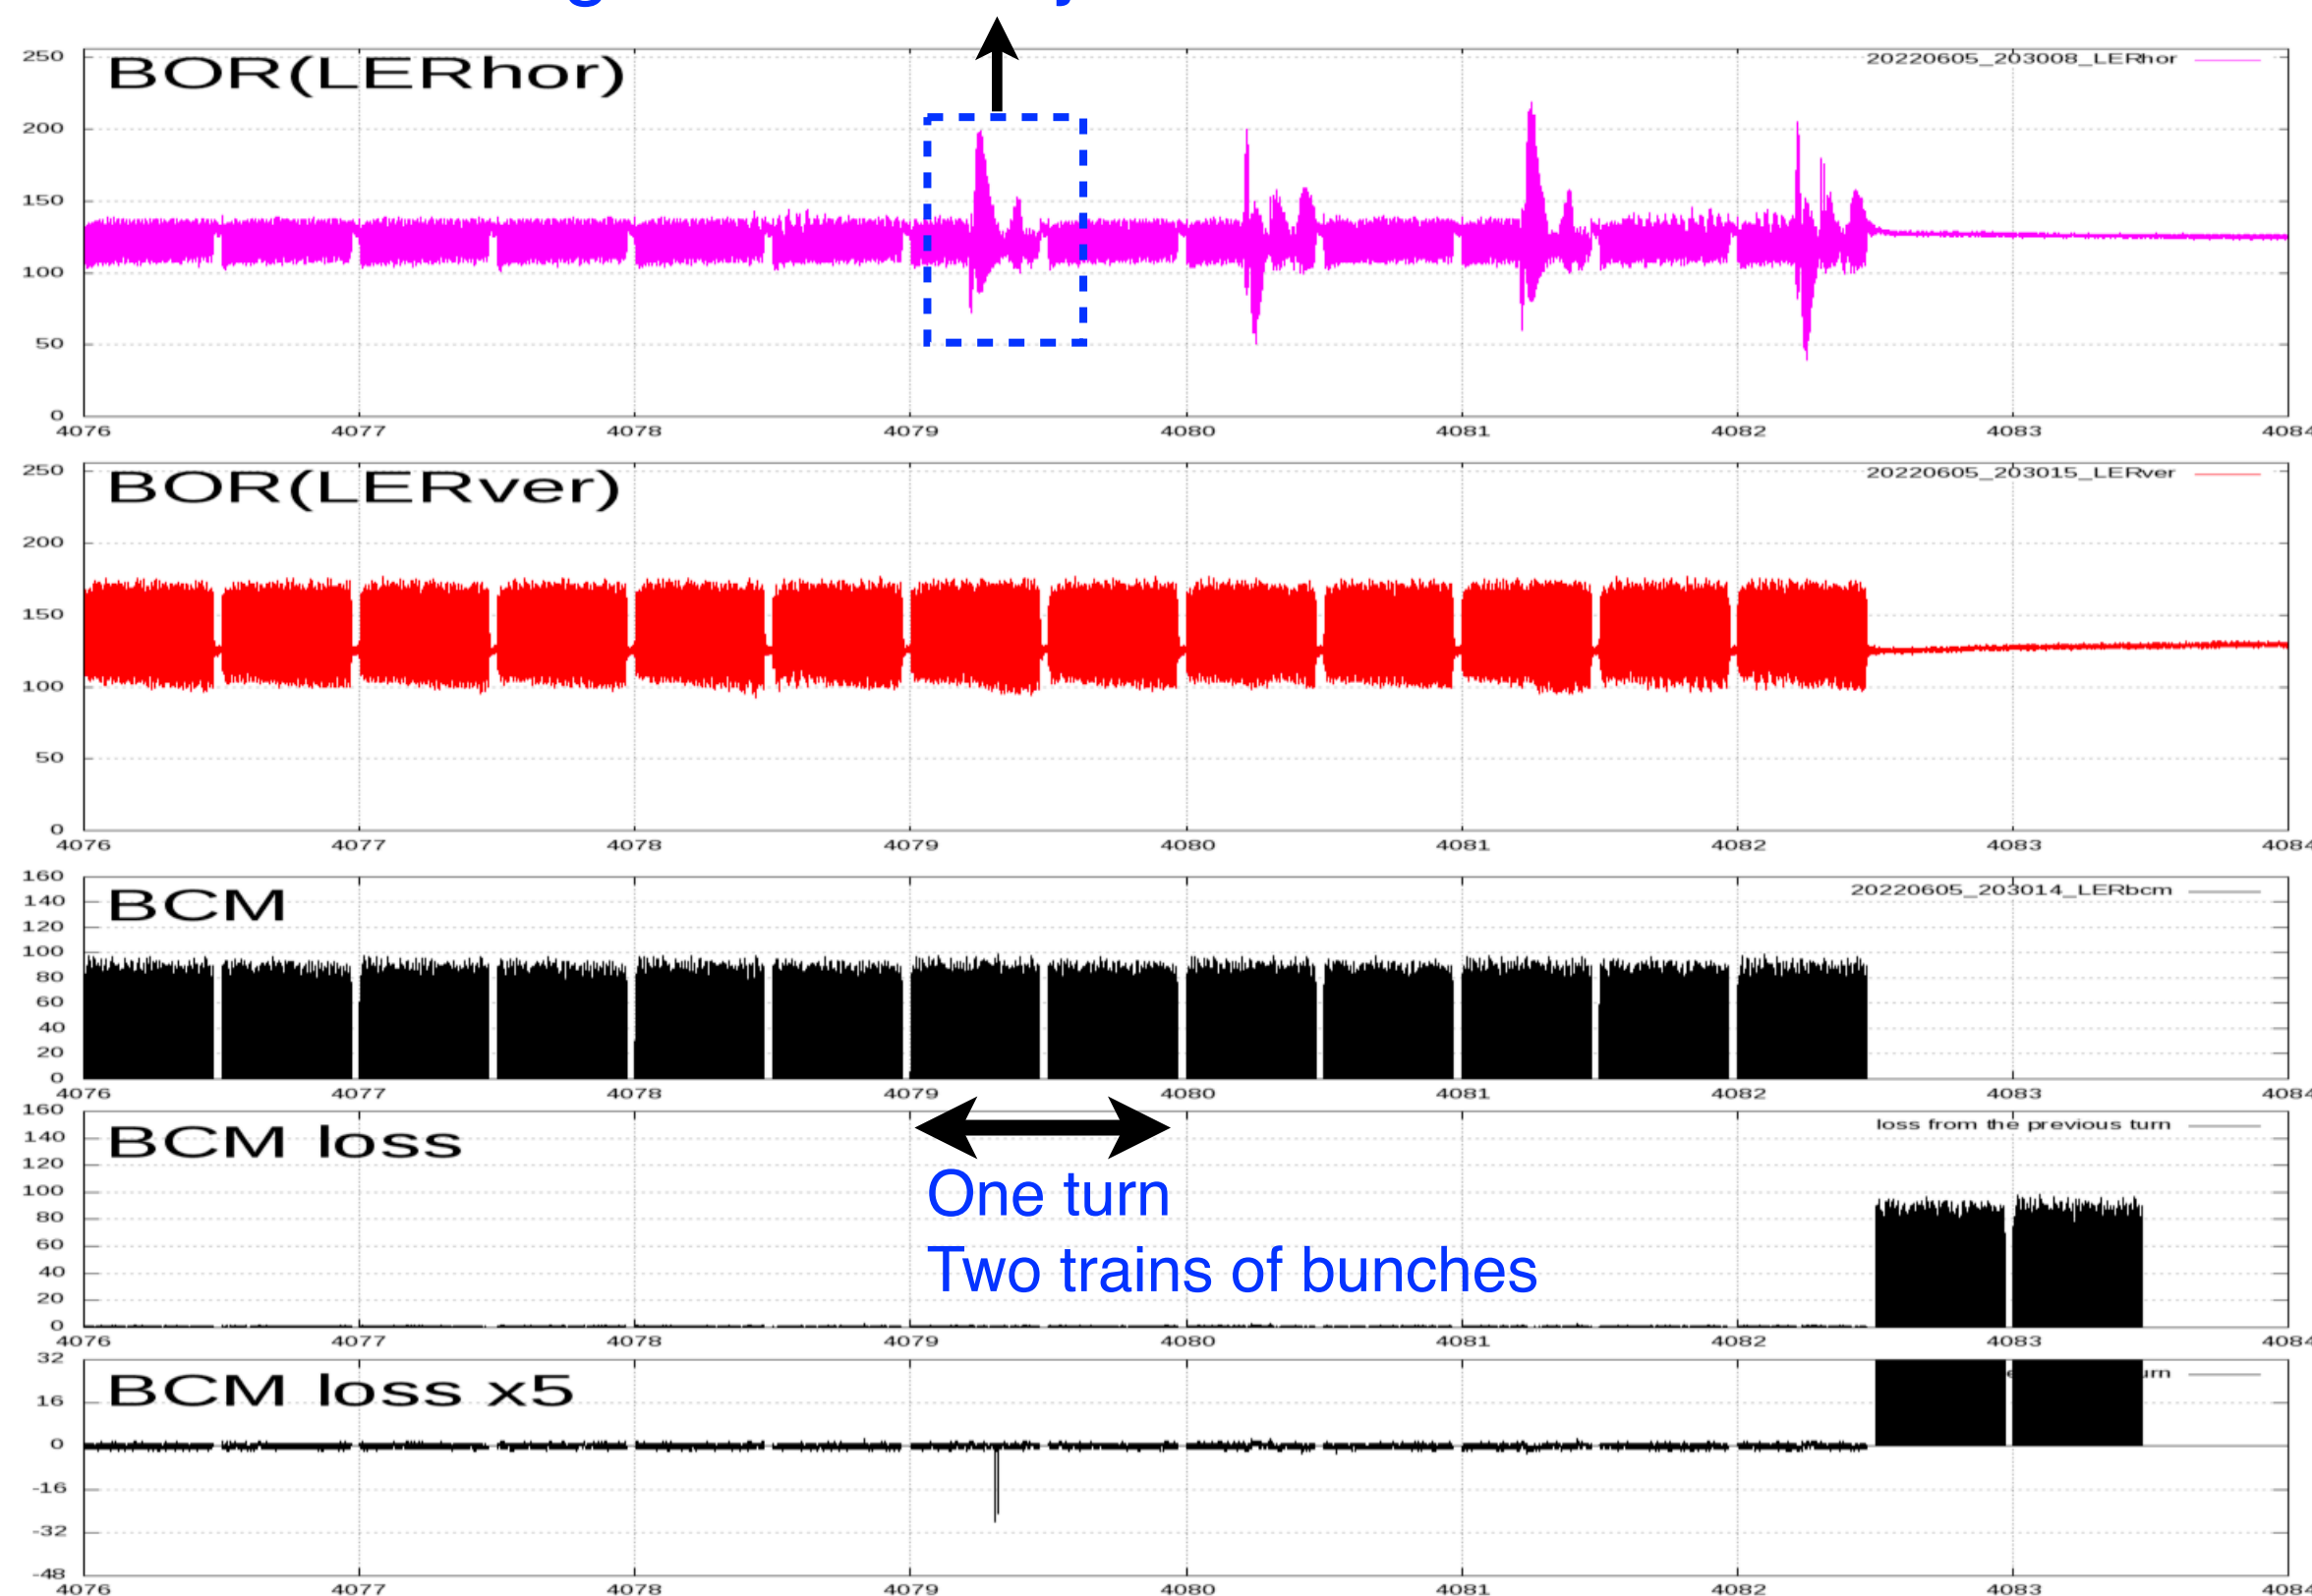 250
BOR(LERhor)
20220605_203008_LERhor
200
150
100
50
0
4076 4077 4078 4079 4080 4081 4082 4083 4084
250
BOR(LERver)
20220605_203015_LERver
200
150
100
50
0
4076 4077 4078 4079 4080 4081 4082 4083 4084
160
BCM
20220605_203014_LERbcm
140
120
100
80
60
40
20
0
4076 4077 4078 4079 4080 4081 4082 4083 4084
160
BCM loss
loss from the previous turn
140
120
100
80
60
40
20
0
One turn
Two trains of bunches
4076 4077 4078 4079 4080 4081 4082 4083 4084
32
BCM loss x5
16
0
-16
-32
-48
4076 4077 4078 4079 4080 4081 4082 4083 4084